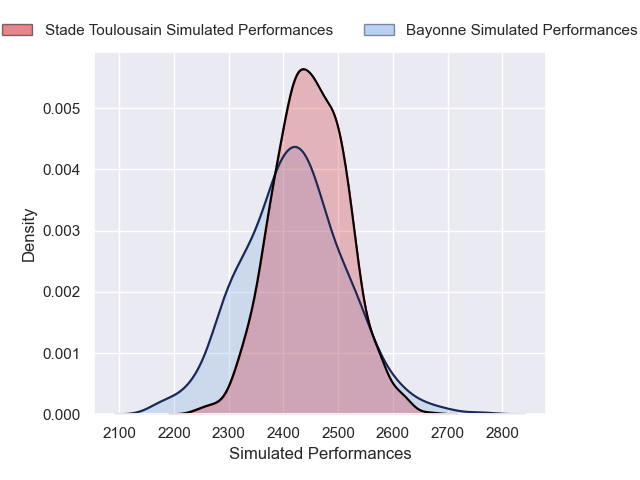 Stade Toulousain Simulated Performances
Bayonne Simulated Performances
0.005
0.004
0.003
0.002
0.001
0.000
Density
2100 2200 2300 2400 2500 2600 2700 2800
Simulated Performances